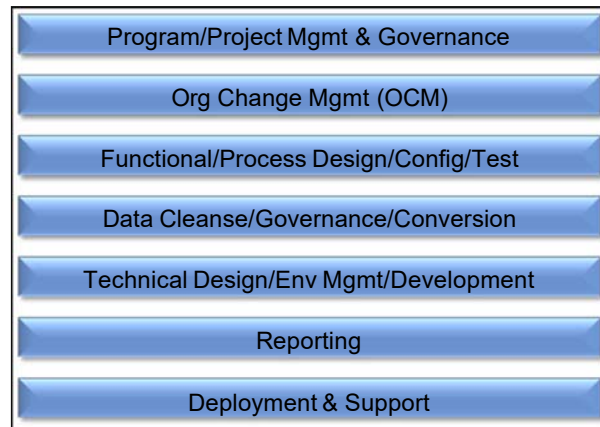 Program/Project Mgmt & Governance
Org Change Mgmt (OCM)
Functional/Process Design/Config/Test
Data Cleanse/Governance/Conversion
Technical Design/Env Mgmt/Development
Reporting
Deployment & Support